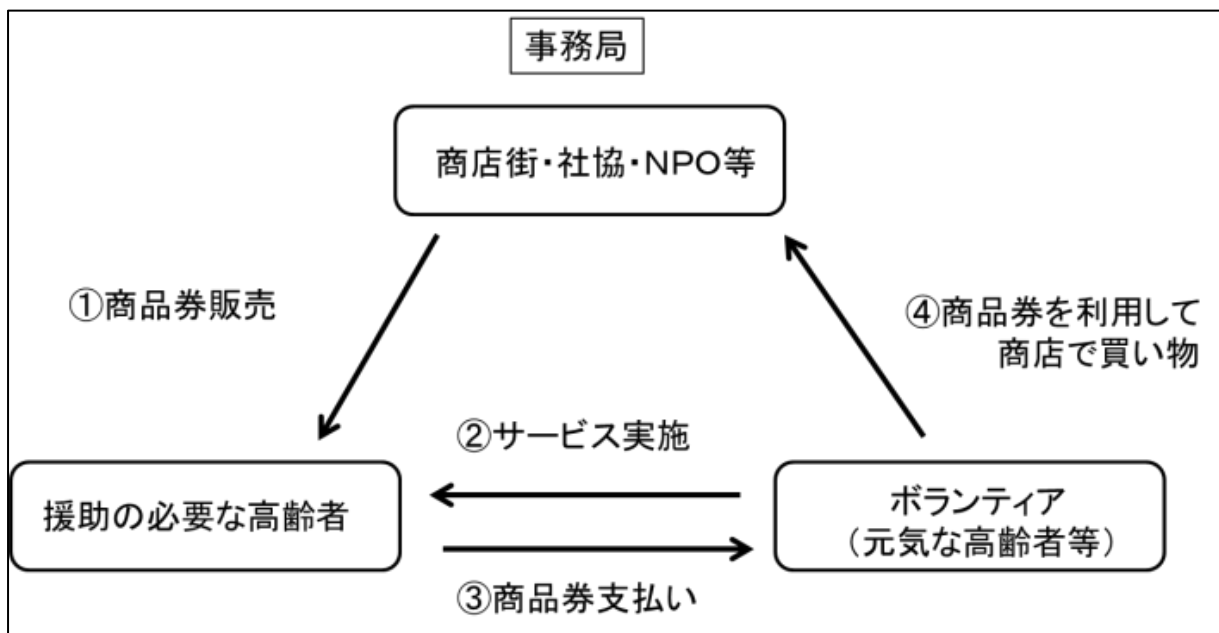 事務局
商店街・社協・NPO等
①商品券販売
④商品券を利用して
商店で買い物
②サービス実施
援助の必要な高齢者
ボランティア
（元気な高齢者等）
③商品券支払い